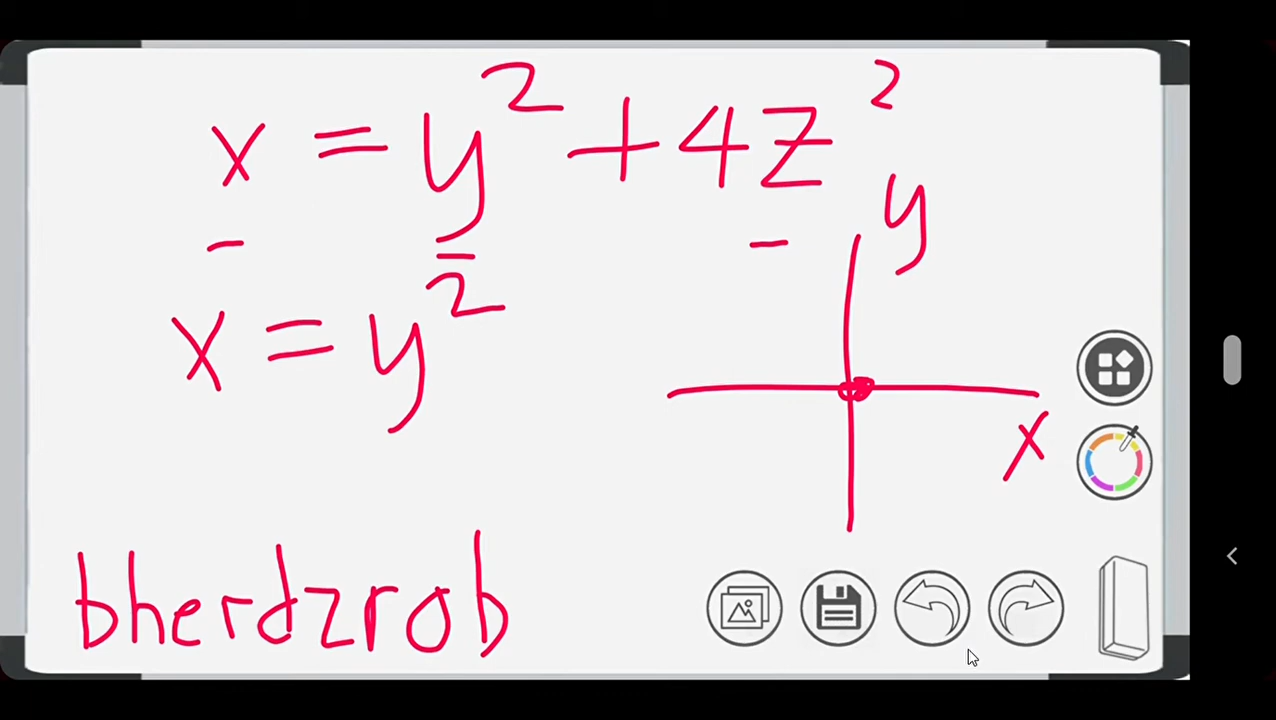 x = y² + 4z²
y
x = y²
x
bherdzrob